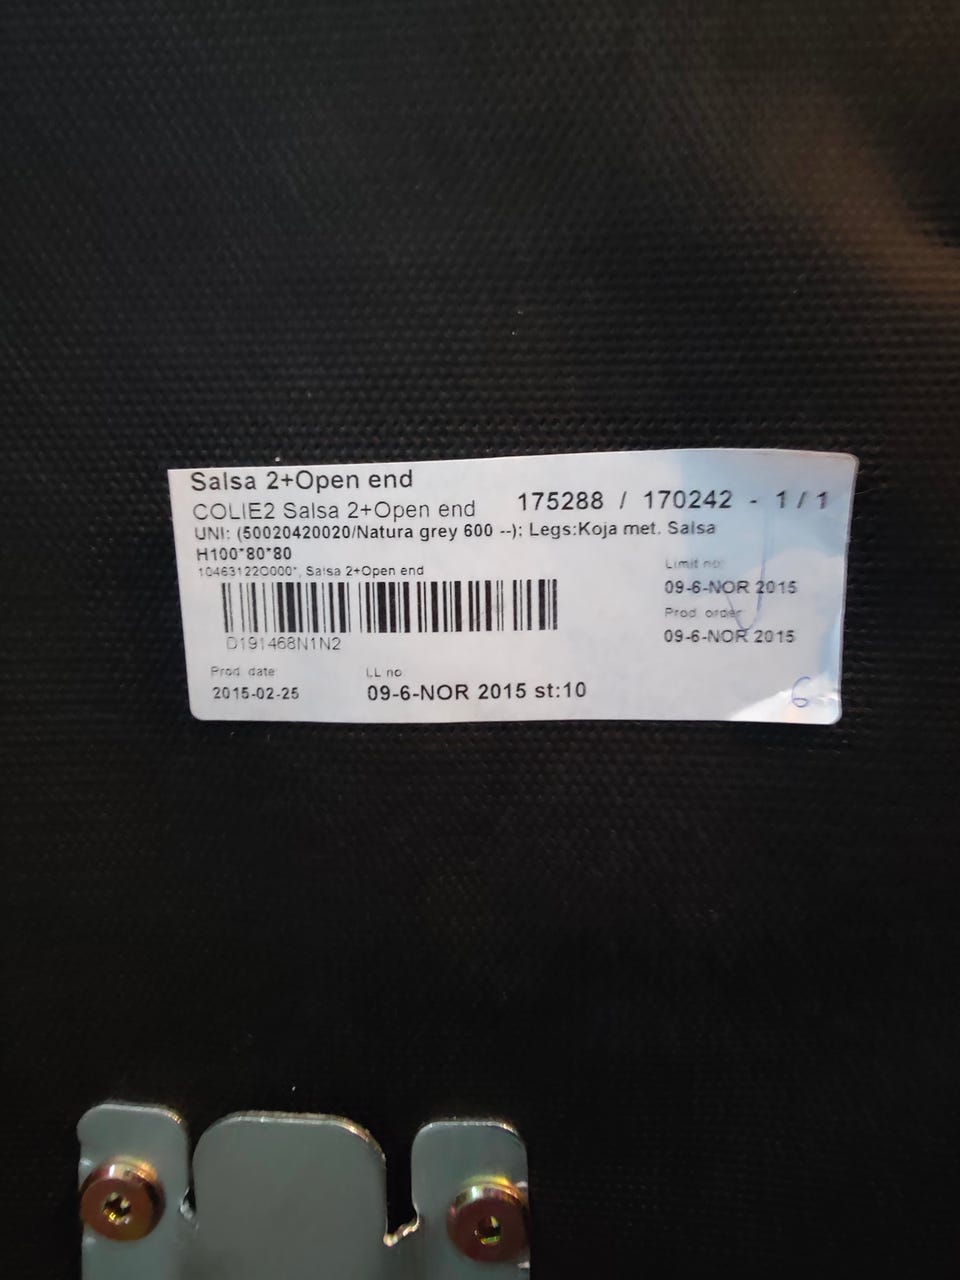 Salsa 2+Open end
COLIE2 Salsa 2+Open end
175288 / 170242 - 1/1
UNI: (50020420020/Natura grey 600 --); Legs:Koja met. Salsa
H100*80*80
104631220000*, Salsa 2+Open end
D191468N1N2
Limit no:
09-6-NOR 2015
Prod order
09-6-NOR 2015
Prod date
2015-02-25
LL no
09-6-NOR 2015 st:10
6